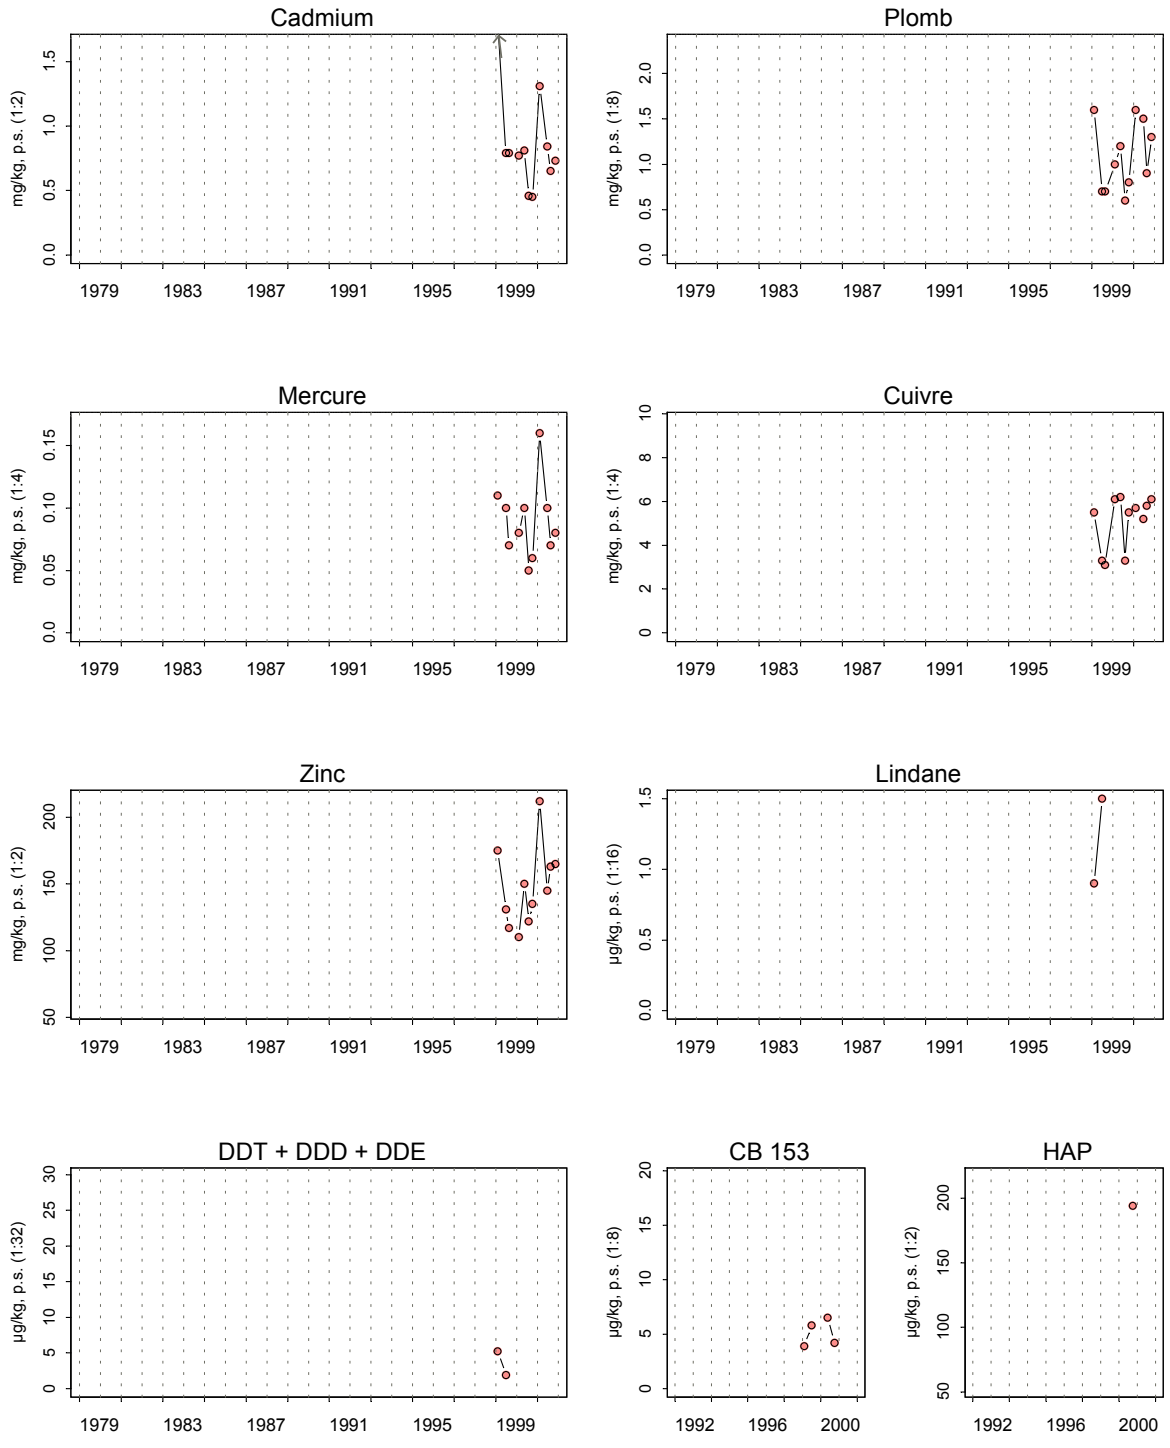 Cadmium
mg/kg, p.s. (1:2)
0.0 0.5 1.0 1.5
1979 1983 1987 1991 1995 1999
Plomb
mg/kg, p.s. (1:8)
0.0 0.5 1.0 1.5 2.0
1979 1983 1987 1991 1995 1999
Mercure
mg/kg, p.s. (1:4)
0.0 0.05 0.10 0.15
1979 1983 1987 1991 1995 1999
Cuivre
mg/kg, p.s. (1:4)
0 2 4 6 8 10
1979 1983 1987 1991 1995 1999
Zinc
mg/kg, p.s. (1:2)
50 100 150 200
1979 1983 1987 1991 1995 1999
Lindane
µg/kg, p.s. (1:16)
0.0 0.5 1.0 1.5
1979 1983 1987 1991 1995 1999
DDT + DDD + DDE
µg/kg, p.s. (1:32)
0 5 10 15 20 25 30
1979 1983 1987 1991 1995 1999
CB 153
µg/kg, p.s. (1:8)
0 5 10 15 20
1992 1996 2000
HAP
µg/kg, p.s. (1:2)
50 100 150 200
1992 1996 2000